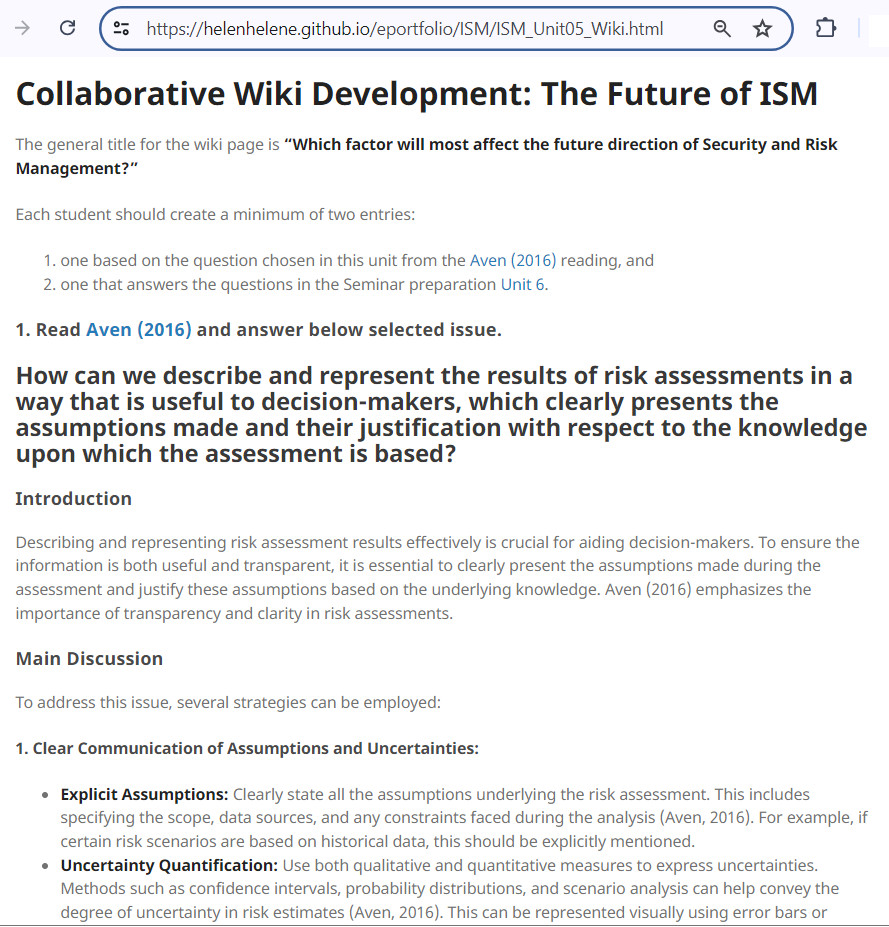 https://helenhelene.github.io/eportfolio/ISM/ISM_Unit05_Wiki.html
Collaborative Wiki Development: The Future of ISM
The general title for the wiki page is “Which factor will most affect the future direction of Security and Risk
Management?”
Each student should create a minimum of two entries:
1. one based on the question chosen in this unit from the Aven (2016) reading, and
2. one that answers the questions in the Seminar preparation Unit 6.
1. Read Aven (2016) and answer below selected issue.
How can we describe and represent the results of risk assessments in a
way that is useful to decision-makers, which clearly presents the
assumptions made and their justification with respect to the knowledge
upon which the assessment is based?
Introduction
Describing and representing risk assessment results effectively is crucial for aiding decision-makers. To ensure the
information is both useful and transparent, it is essential to clearly present the assumptions made during the
assessment and justify these assumptions based on the underlying knowledge. Aven (2016) emphasizes the
importance of transparency and clarity in risk assessments.
Main Discussion
To address this issue, several strategies can be employed:
1. Clear Communication of Assumptions and Uncertainties:
• Explicit Assumptions: Clearly state all the assumptions underlying the risk assessment. This includes
specifying the scope, data sources, and any constraints faced during the analysis (Aven, 2016). For example, if
certain risk scenarios are based on historical data, this should be explicitly mentioned.
• Uncertainty Quantification: Use both qualitative and quantitative measures to express uncertainties.
Methods such as confidence intervals, probability distributions, and scenario analysis can help convey the
degree of uncertainty in risk estimates (Aven, 2016). This can be represented visually using error bars or